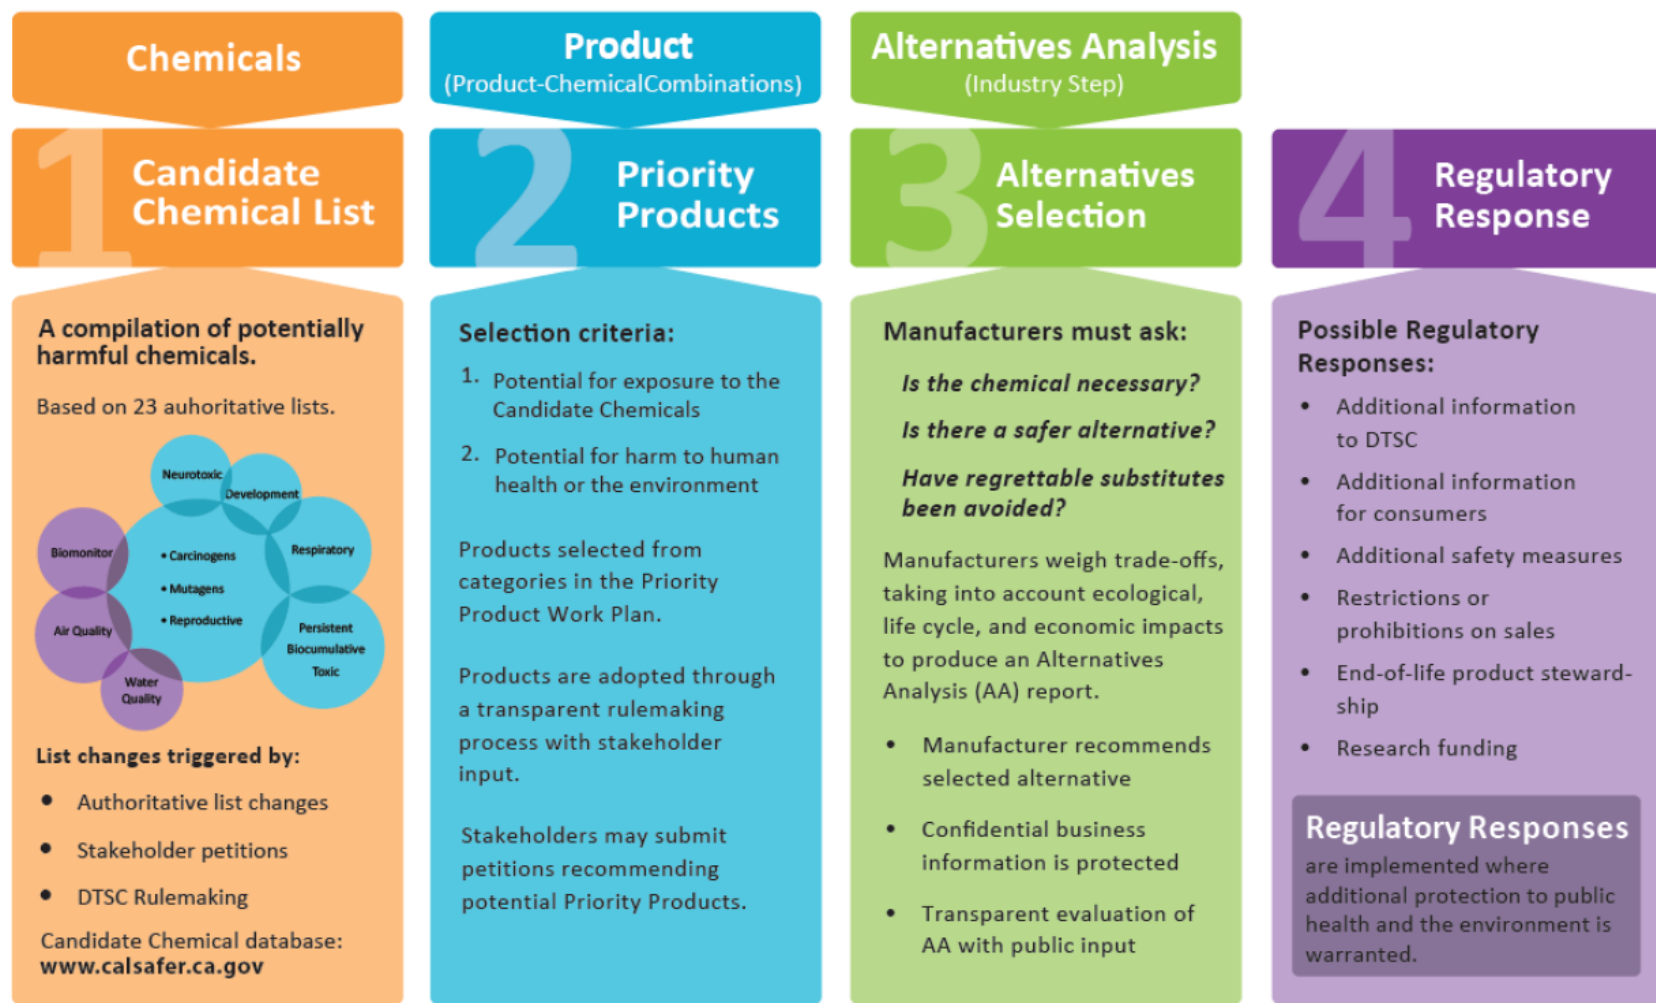 Chemicals
1
Candidate
Chemical List
A compilation of potentially
harmful chemicals.
Based on 23 auhoritative lists.
Neurotoxic
Development
Respiratory
Persistent
Biocumulative
Toxic
Biomonitor
Air Quality
Water
Quality
• Carcinogens
• Mutagens
• Reproductive
List changes triggered by:
• Authoritative list changes
• Stakeholder petitions
• DTSC Rulemaking
Candidate Chemical database:
www.calsafer.ca.gov
Product
(Product-ChemicalCombinations)
2
Priority
Products
Selection criteria:
1. Potential for exposure to the
Candidate Chemicals
2. Potential for harm to human
health or the environment
Products selected from
categories in the Priority
Product Work Plan.
Products are adopted through
a transparent rulemaking
process with stakeholder
input.
Stakeholders may submit
petitions recommending
potential Priority Products.
Alternatives Analysis
(Industry Step)
3
Alternatives
Selection
Manufacturers must ask:
Is the chemical necessary?
Is there a safer alternative?
Have regrettable substitutes
been avoided?
Manufacturers weigh trade-offs,
taking into account ecological,
life cycle, and economic impacts
to produce an Alternatives
Analysis (AA) report.
• Manufacturer recommends
selected alternative
• Confidential business
information is protected
• Transparent evaluation of
AA with public input
4
Regulatory
Response
Possible Regulatory
Responses:
• Additional information
to DTSC
• Additional information
for consumers
• Additional safety measures
• Restrictions or
prohibitions on sales
• End-of-life product steward-
ship
• Research funding
Regulatory Responses
are implemented where
additional protection to public
health and the environment is
warranted.